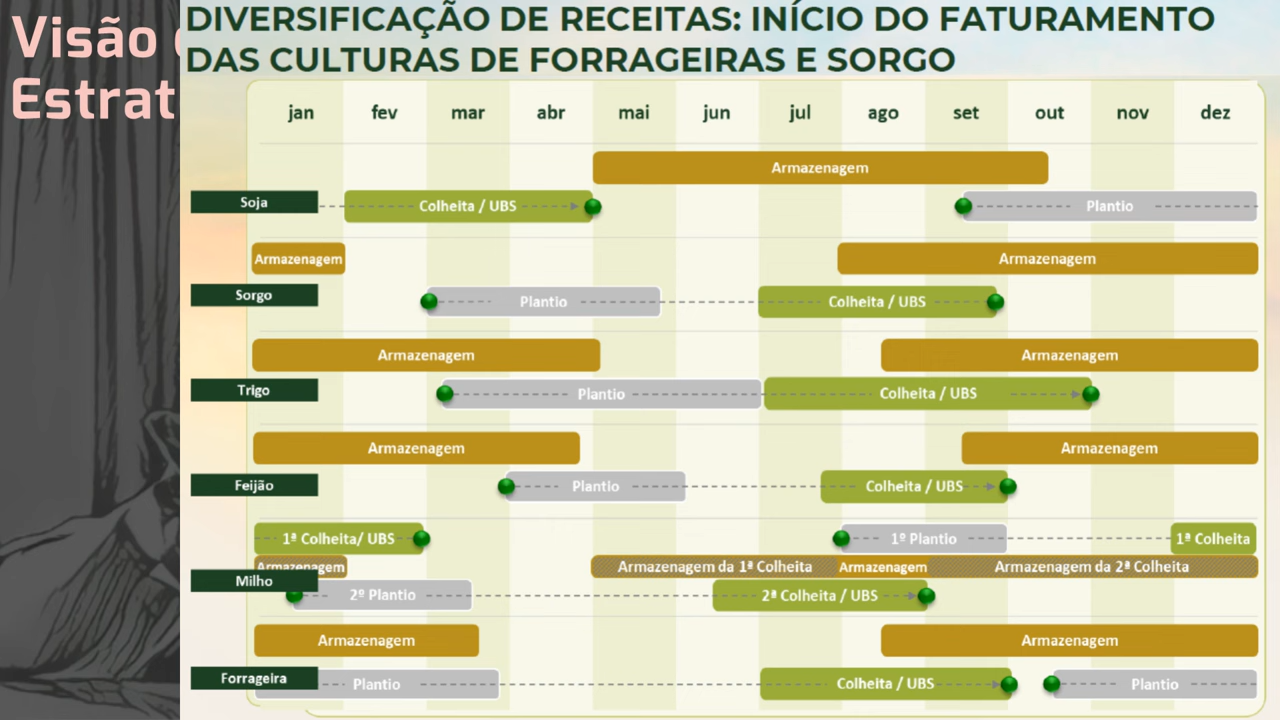 Visão
Estrat
DIVERSIFICAÇÃO DE RECEITAS: INÍCIO DO FATURAMENTO
DAS CULTURAS DE FORRAGEIRAS E SORGO
jan fev mar abr mai jun jul ago set out nov dez
Armazenagem
Soja Colheita / UBS Plantio
Armazenagem Armazenagem
Sorgo Plantio Colheita / UBS
Armazenagem Armazenagem
Trigo Plantio Colheita / UBS
Armazenagem Armazenagem
Feijão Plantio Colheita / UBS
1ª Colheita/ UBS 1º Plantio 1ª Colheita
Armazenagem Armazenagem da 1ª Colheita Armazenagem Armazenagem da 2ª Colheita
Milho 2º Plantio 2ª Colheita / UBS
Armazenagem Armazenagem
Forrageira Plantio Colheita / UBS Plantio